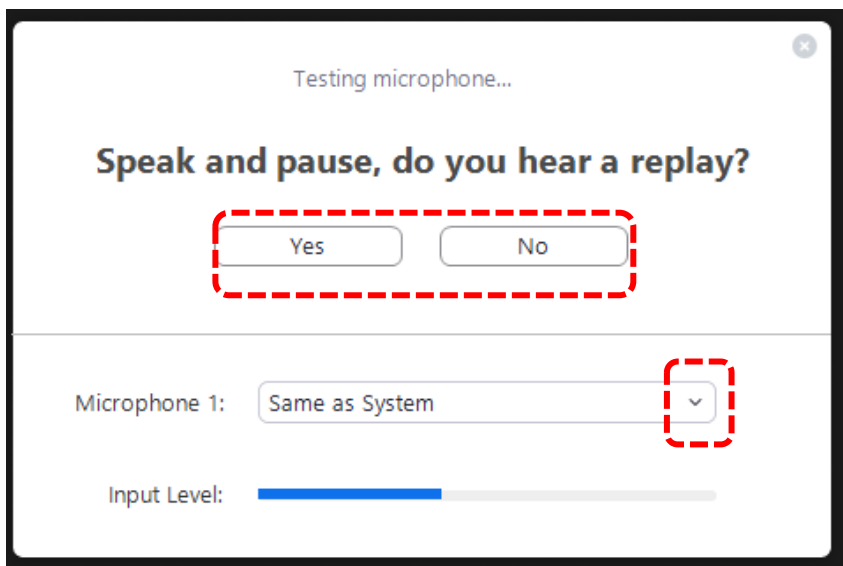 Testing microphone...
Speak and pause, do you hear a replay?
Yes No
Microphone 1: Same as System
Input Level: